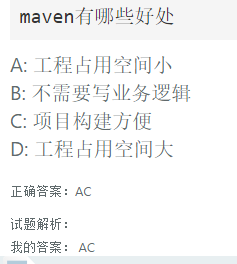 maven有哪些好处
A: 工程占用空间小
B: 不需要写业务逻辑
C: 项目构建方便
D: 工程占用空间大
正确答案：AC
试题解析：
我的答案： AC